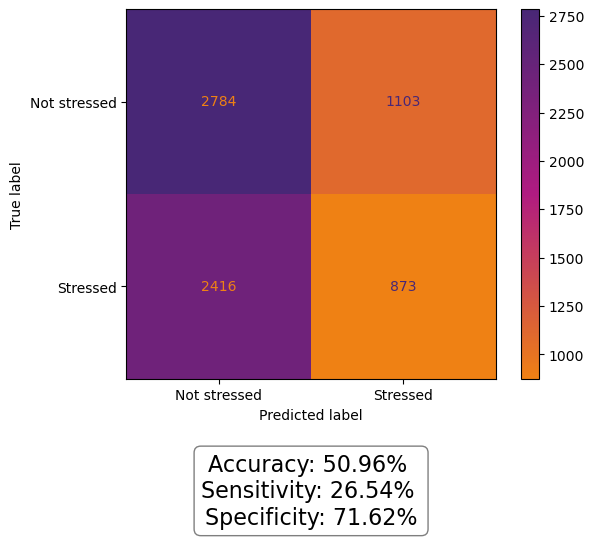 2750
2500
2250
2000
1750
1500
1250
1000
True label
Not stressed
2784
1103
Stressed
2416
873
Not stressed
Stressed
Predicted label
Accuracy: 50.96%
Sensitivity: 26.54%
Specificity: 71.62%